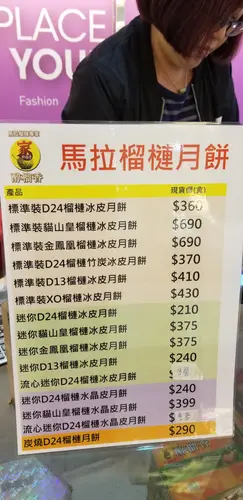 PLACE
YOU
Fashion
馬拉榴槤專家
馬拉榴槤月餅
產品 現貨價(盒)
標準裝D24榴槤冰皮月餅 $360
標準裝貓山皇榴槤冰皮月餅 $690
標準裝金鳳凰榴槤冰皮月餅 $690
標準裝D24榴槤竹炭冰皮月餅 $370
標準裝D13榴槤冰皮月餅 $410
標準裝XO榴槤冰皮月餅 $430
迷你D24榴槤冰皮月餅 $210
迷你貓山皇榴槤冰皮月餅 $375
迷你金鳳凰榴槤冰皮月餅 $375
迷你D13榴槤冰皮月餅 $240
流心迷你D24榴槤冰皮月餅 $
迷你D24榴槤水晶皮月餅 $240
迷你貓山皇榴槤水晶皮月餅 $399
流心迷你D24榴槤水晶皮月餅 $
炭燒D24榴槤月餅 $290